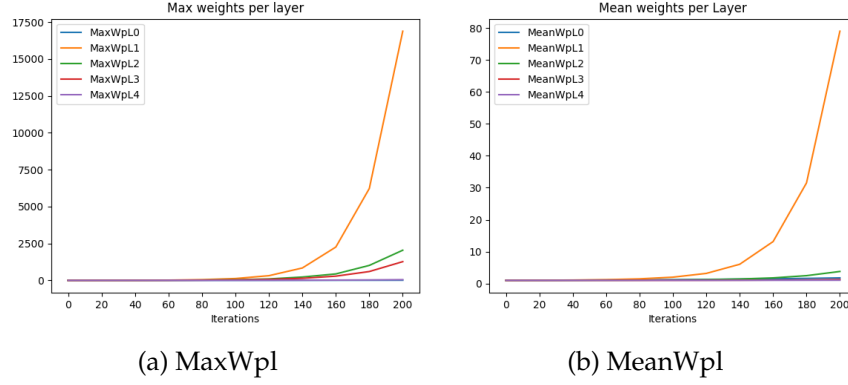 Max weights per layer
17500
15000
12500
10000
7500
5000
2500
0
MaxWpL0
MaxWpL1
MaxWpL2
MaxWpL3
MaxWpL4
0 20 40 60 80 100 120 140 160 180 200
Iterations
(a) MaxWpl
Mean weights per Layer
80
70
60
50
40
30
20
10
0
MeanWpL0
MeanWpL1
MeanWpL2
MeanWpL3
MeanWpL4
0 20 40 60 80 100 120 140 160 180 200
Iterations
(b) MeanWpl